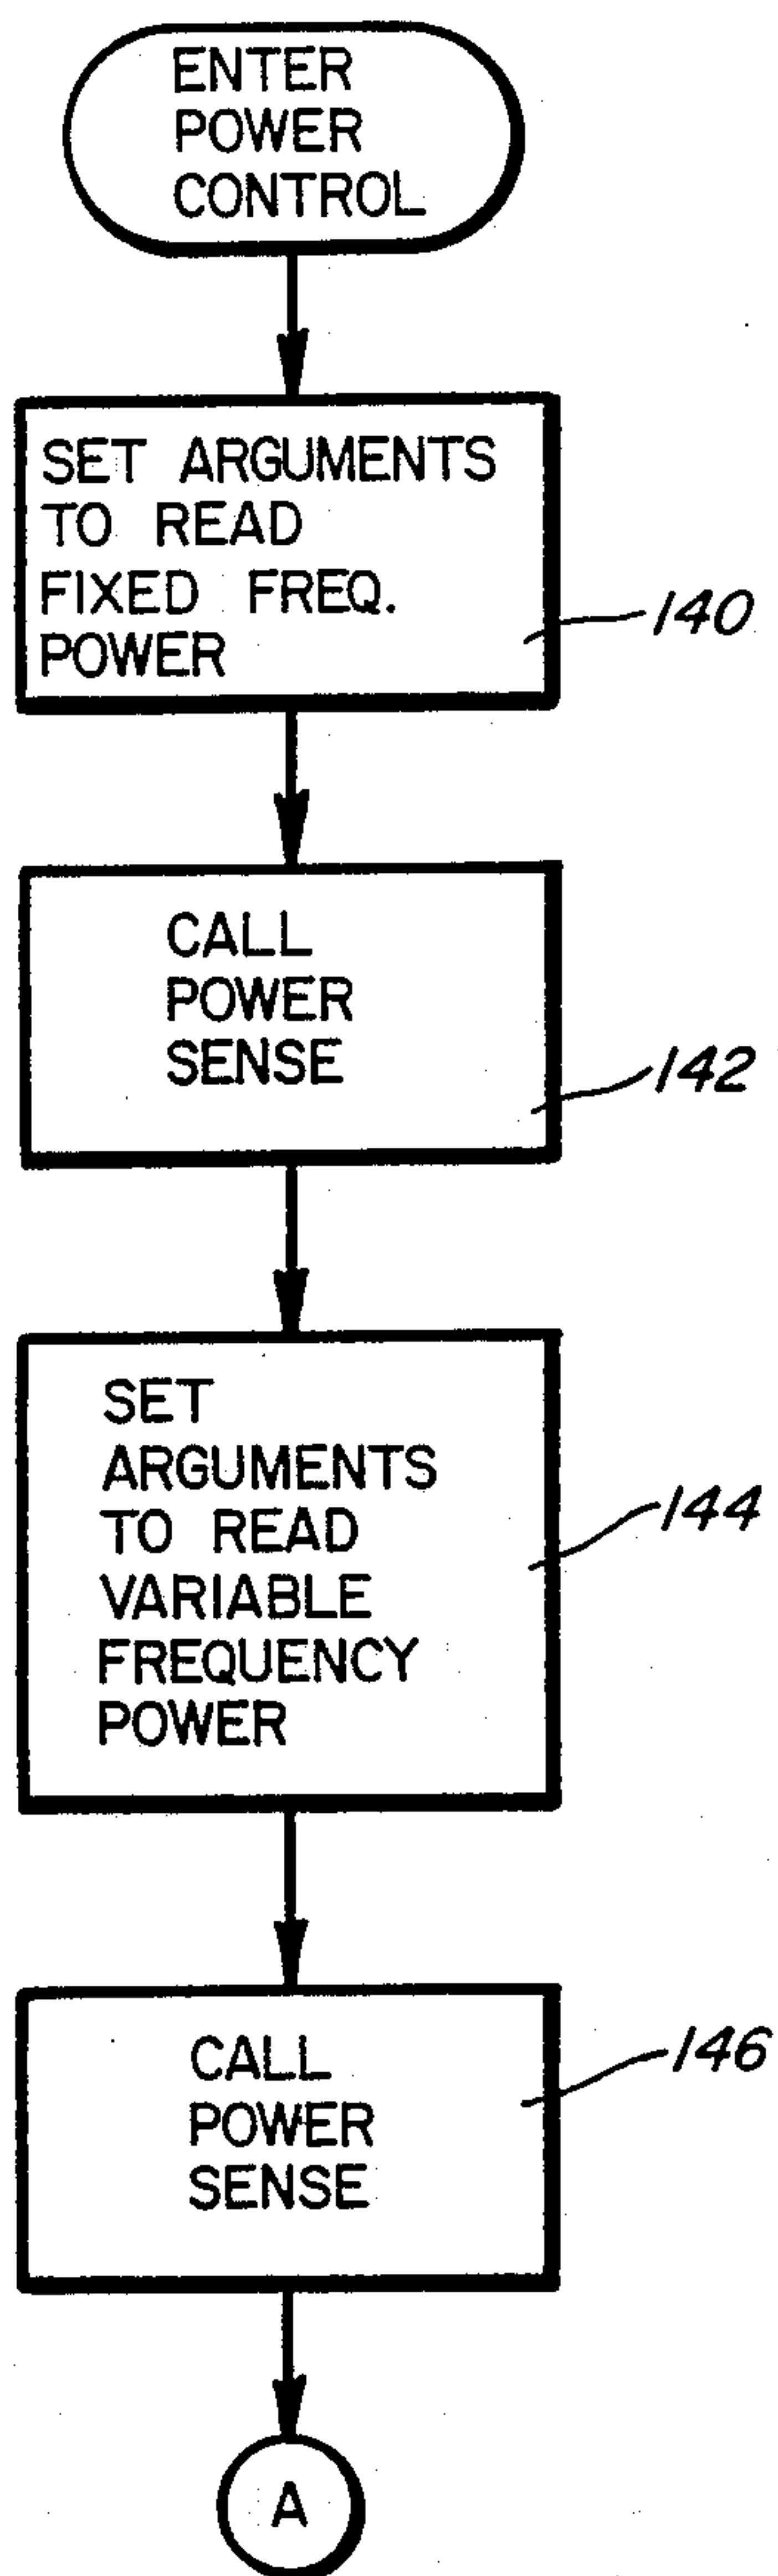 ENTER
POWER
CONTROL
SET ARGUMENTS
TO READ
FIXED FREQ.
POWER
140
CALL
POWER
SENSE
142
SET
ARGUMENTS
TO READ
VARIABLE
FREQUENCY
POWER
144
CALL
POWER
SENSE
146
A